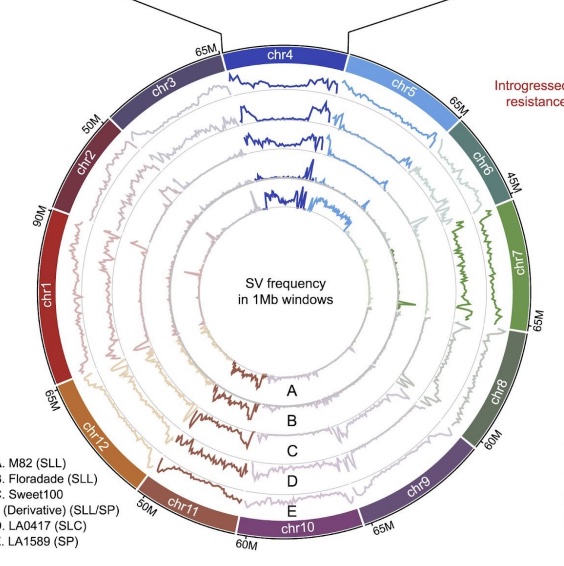 65M
chr4
chr3
chr5
Introgressed
resistance
65M
50M
chr2
chr6
45M
90M
chr1
chr7
SV frequency
in 1Mb windows
65M
A
65M
chr8
B
60M
chr12
C
. M82 (SLL)
. Floradade (SLL)
. Sweet100
(Derivative) (SLL/SP)
. LA0417 (SLC)
. LA1589 (SP)
D
chr9
50M
chr11
E
chr10
65M
60M